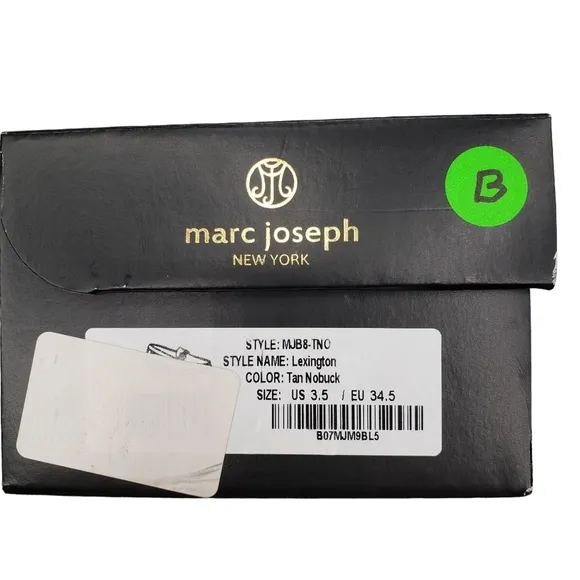 marc joseph
NEW YORK
B
STYLE: MJB8-TNO
STYLE NAME: Lexington
COLOR: Tan Nobuck
SIZE: US 3.5 / EU 34.5
B07MJM9BL5